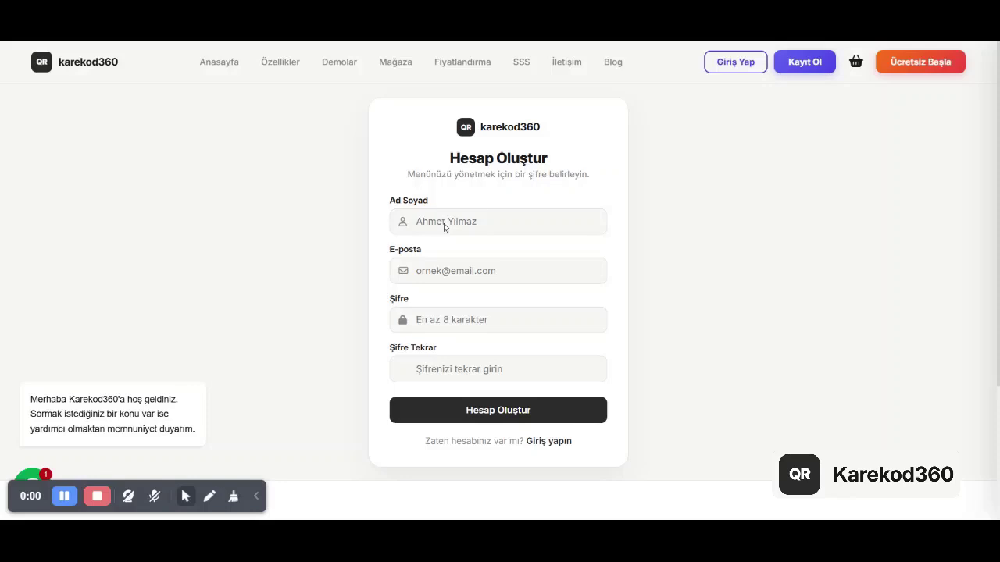 QR karekod360 Anasayfa Özellikler Demolar Mağaza Fiyatlandırma SSS İletişim Blog Giriş Yap Kayıt Ol Ücretsiz Başla
QR karekod360
Hesap Oluştur
Menünüzü yönetmek için bir şifre belirleyin.
Ad Soyad
Ahmet Yılmaz
E-posta
ornek@email.com
Şifre
En az 8 karakter
Şifre Tekrar
Şifrenizi tekrar girin
Hesap Oluştur
Zaten hesabınız var mı? Giriş yapın
Merhaba Karekod360'a hoş geldiniz.
Sormak istediğiniz bir konu var ise
yardımcı olmaktan memnuniyet duyarım.
1
0:00
QR Karekod360